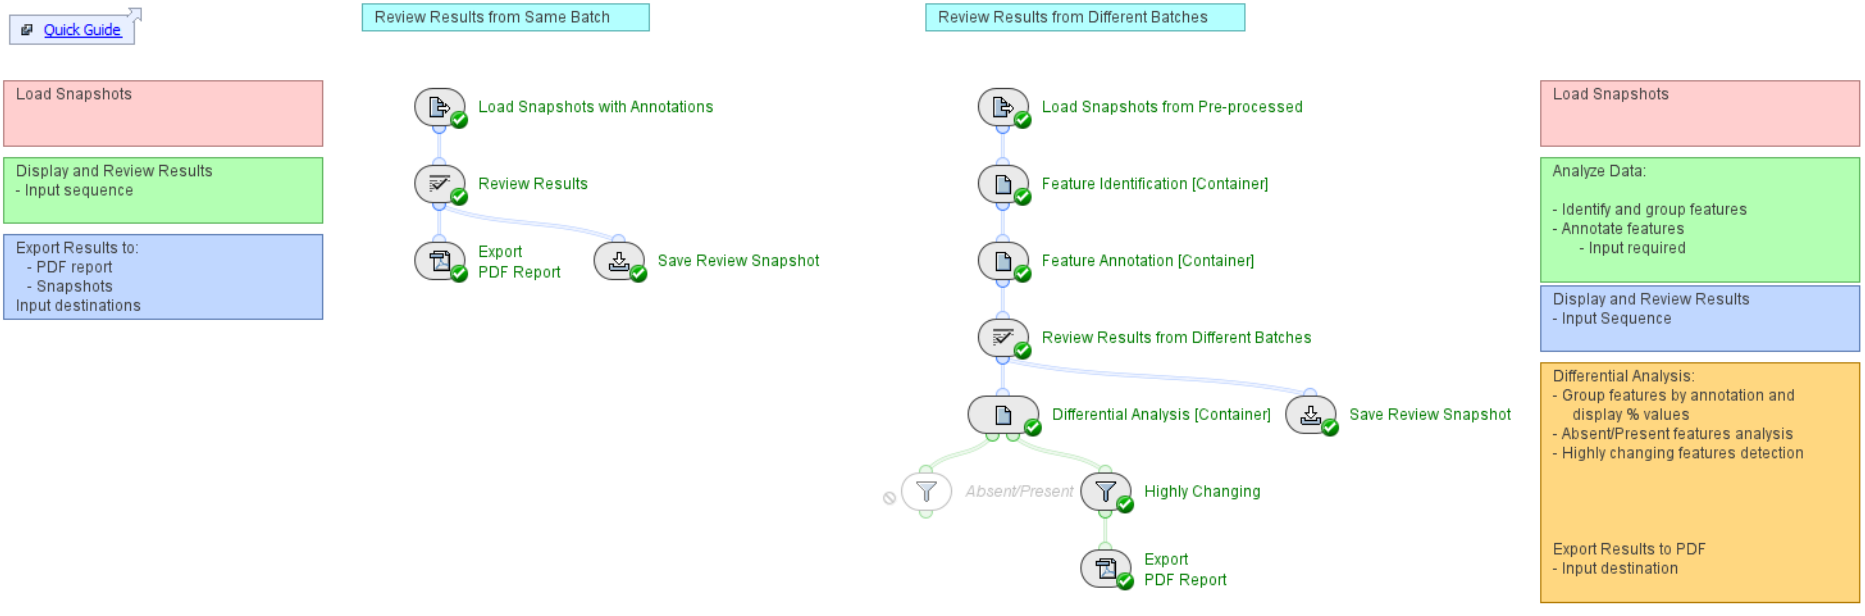 Quick Guide
Review Results from Same Batch
Review Results from Different Batches
Load Snapshots
Display and Review Results
- Input sequence
Export Results to:
- PDF report
- Snapshots
Input destinations
Load Snapshots with Annotations
Review Results
Export
PDF Report
Save Review Snapshot
Load Snapshots from Pre-processed
Feature Identification [Container]
Feature Annotation [Container]
Review Results from Different Batches
Differential Analysis [Container]
Save Review Snapshot
Absent/Present
Highly Changing
Export
PDF Report
Load Snapshots
Analyze Data:
- Identify and group features
- Annotate features
- Input required
Display and Review Results
- Input Sequence
Differential Analysis:
- Group features by annotation and
display % values
- Absent/Present features analysis
- Highly changing features detection
Export Results to PDF
- Input destination